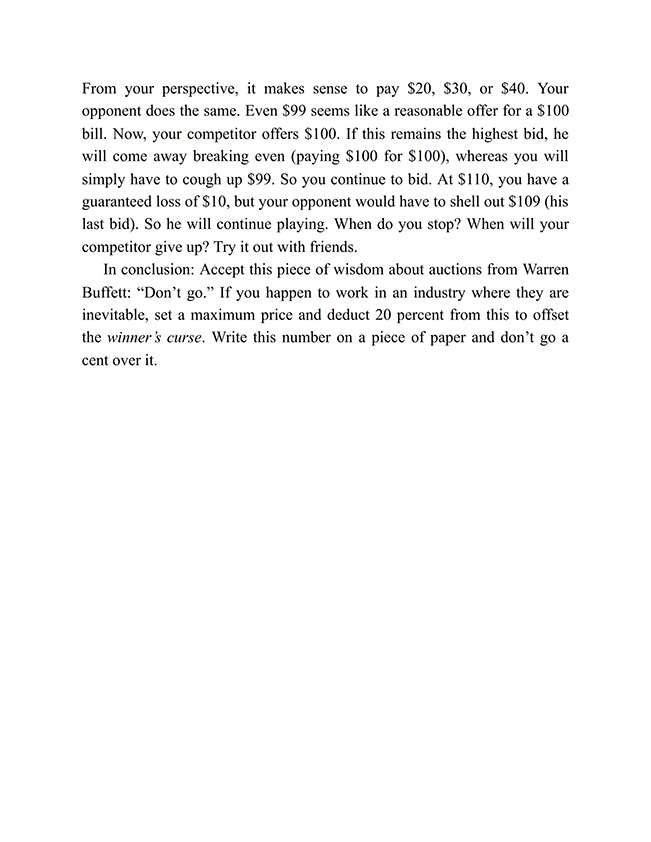 From your perspective, it makes sense to pay $20, $30, or $40. Your
opponent does the same. Even $99 seems like a reasonable offer for a $100
bill. Now, your competitor offers $100. If this remains the highest bid, he
will come away breaking even (paying $100 for $100), whereas you will
simply have to cough up $99. So you continue to bid. At $110, you have a
guaranteed loss of $10, but your opponent would have to shell out $109 (his
last bid). So he will continue playing. When do you stop? When will your
competitor give up? Try it out with friends.
In conclusion: Accept this piece of wisdom about auctions from Warren
Buffett: “Don’t go.” If you happen to work in an industry where they are
inevitable, set a maximum price and deduct 20 percent from this to offset
the winner’s curse. Write this number on a piece of paper and don’t go a
cent over it.